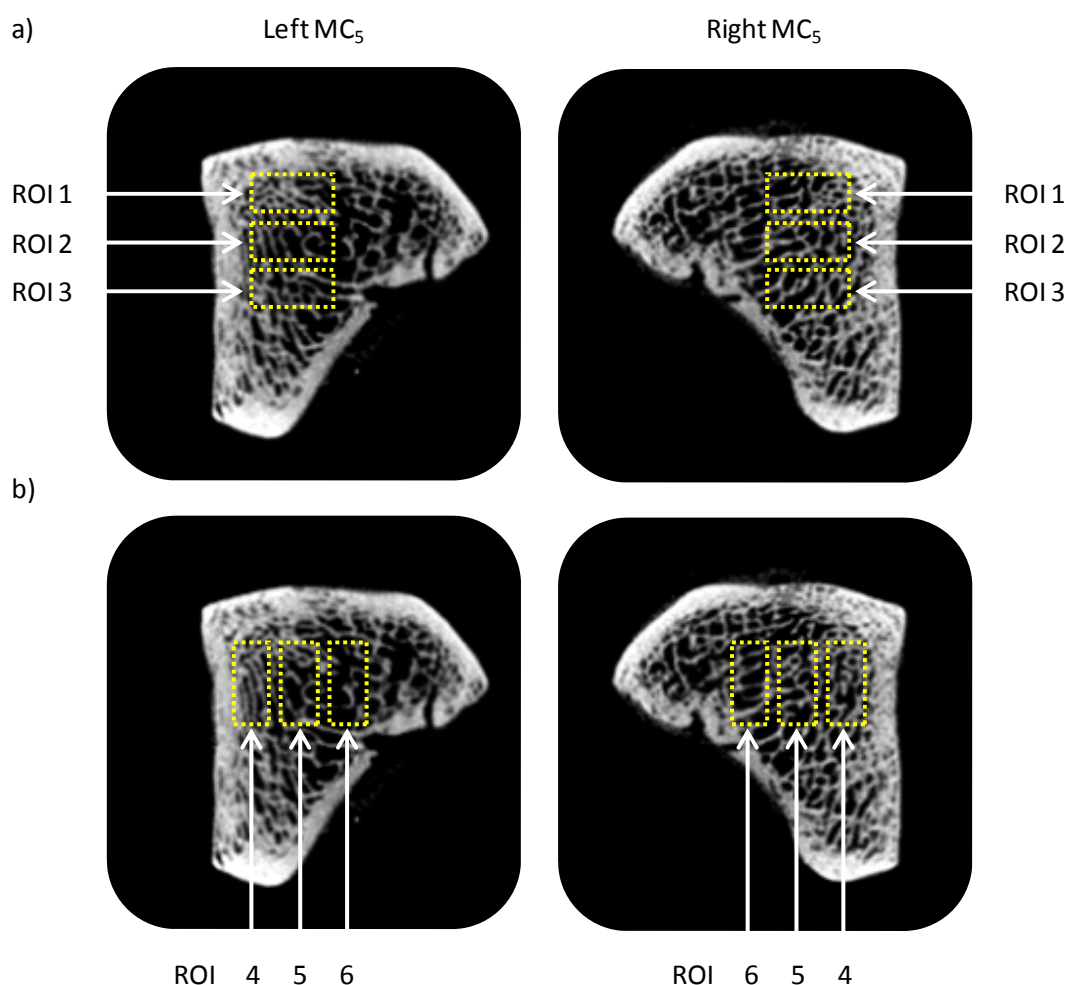 a) Left MC₅ Right MC₅
ROI 1 ROI 1
ROI 2 ROI 2
ROI 3 ROI 3
b)
ROI 4 5 6 ROI 6 5 4